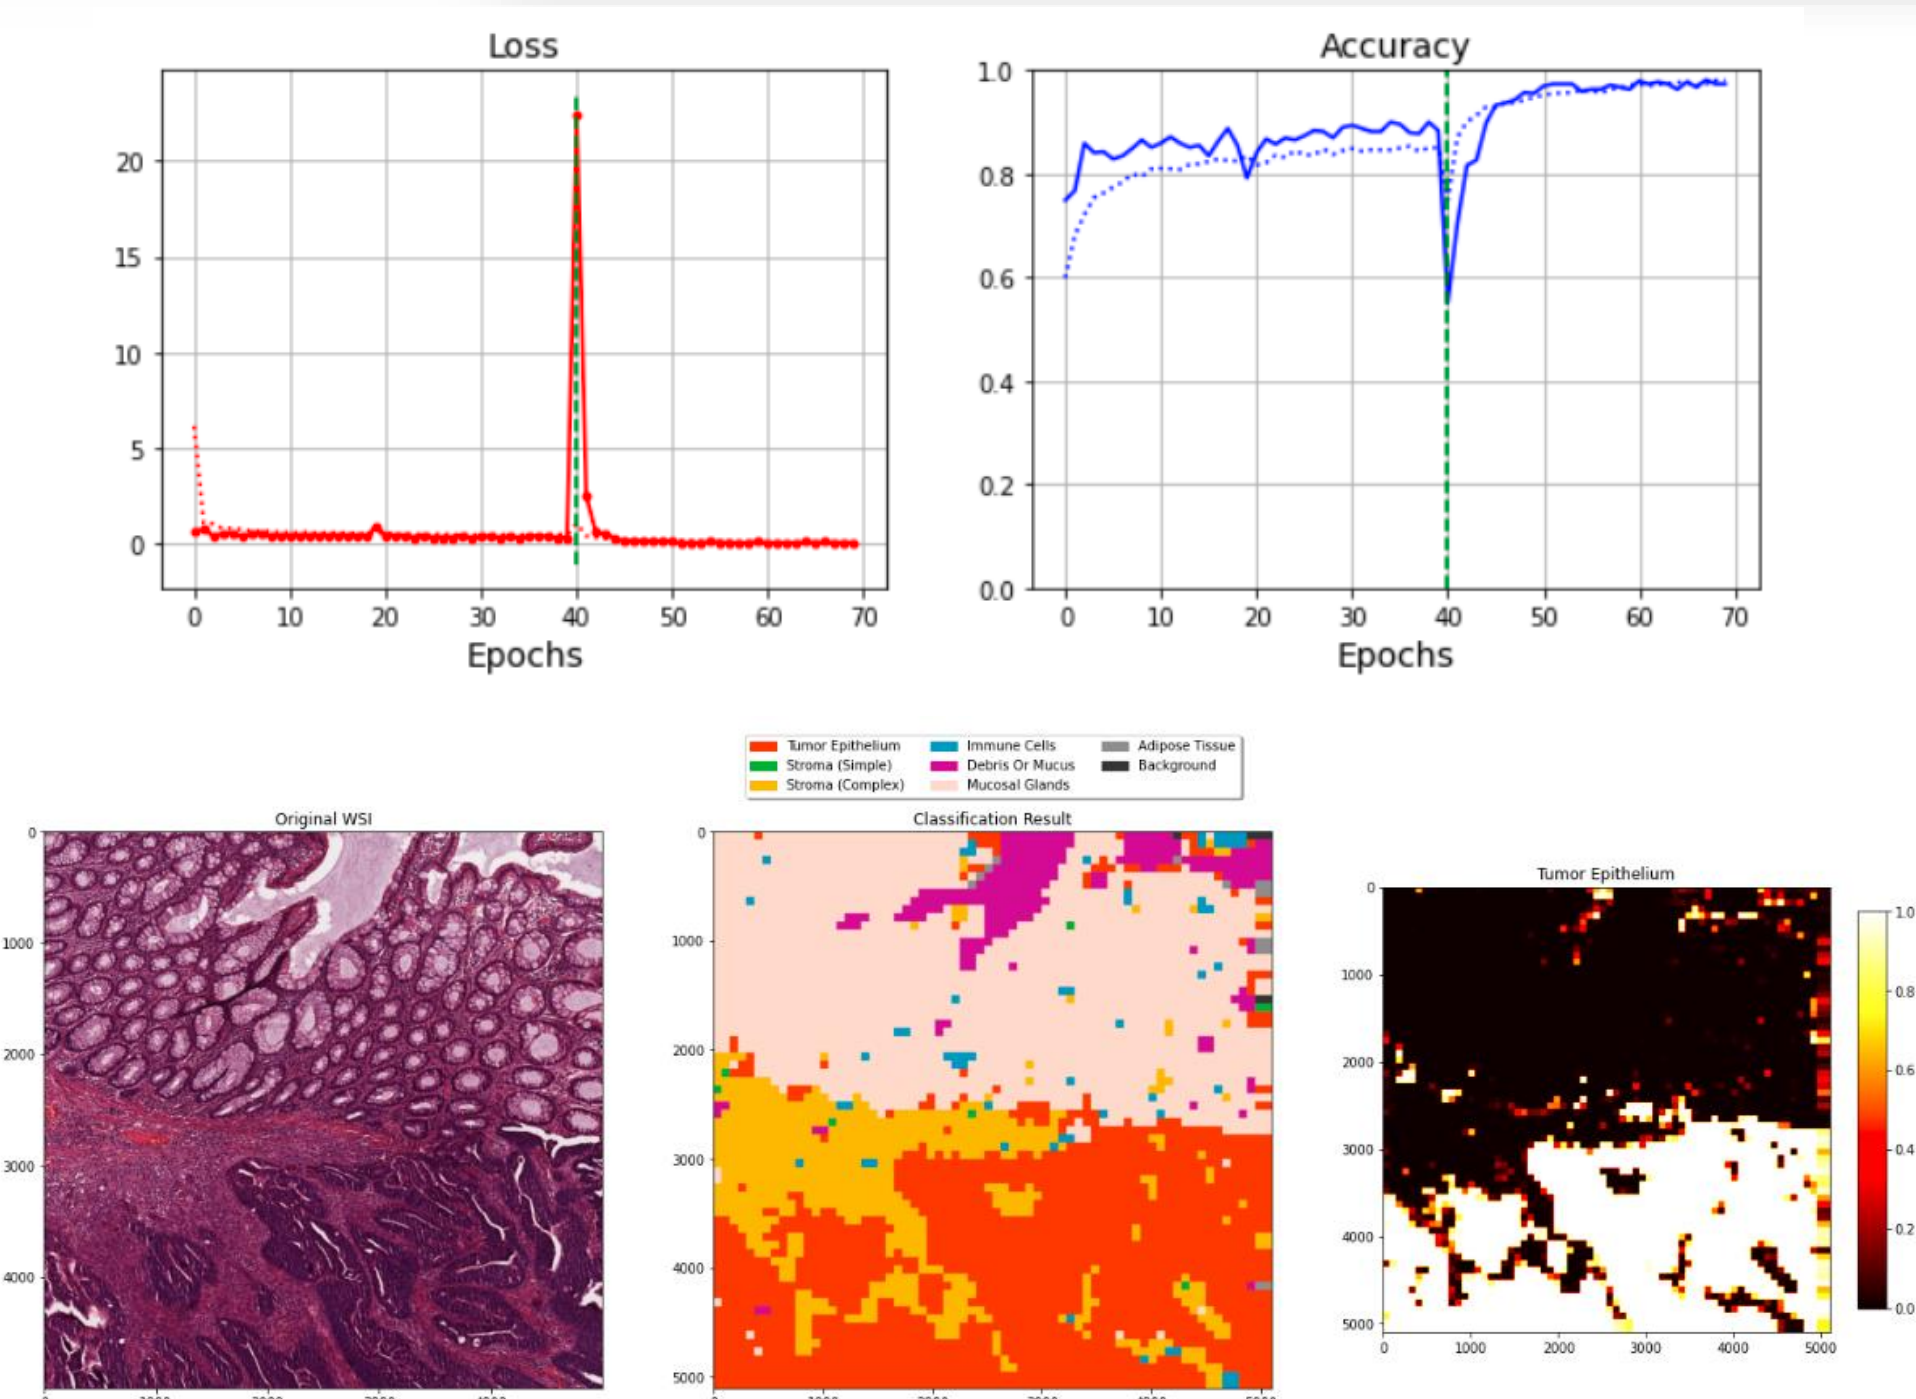 Loss
20
15
10
5
0
0 10 20 30 40 50 60 70
Epochs
Accuracy
1.0
0.8
0.6
0.4
0.2
0.0
0 10 20 30 40 50 60 70
Epochs
Tumor Epithelium Immune Cells Adipose Tissue
Stroma (Simple) Debris Or Mucus Background
Stroma (Complex) Mucosal Glands
Original WSI
0
1000
2000
3000
4000
Classification Result
0
1000
2000
3000
4000
5000
Tumor Epithelium
0
1000
2000
3000
4000
5000
0 1000 2000 3000 4000 5000
1.0
0.8
0.6
0.4
0.2
0.0